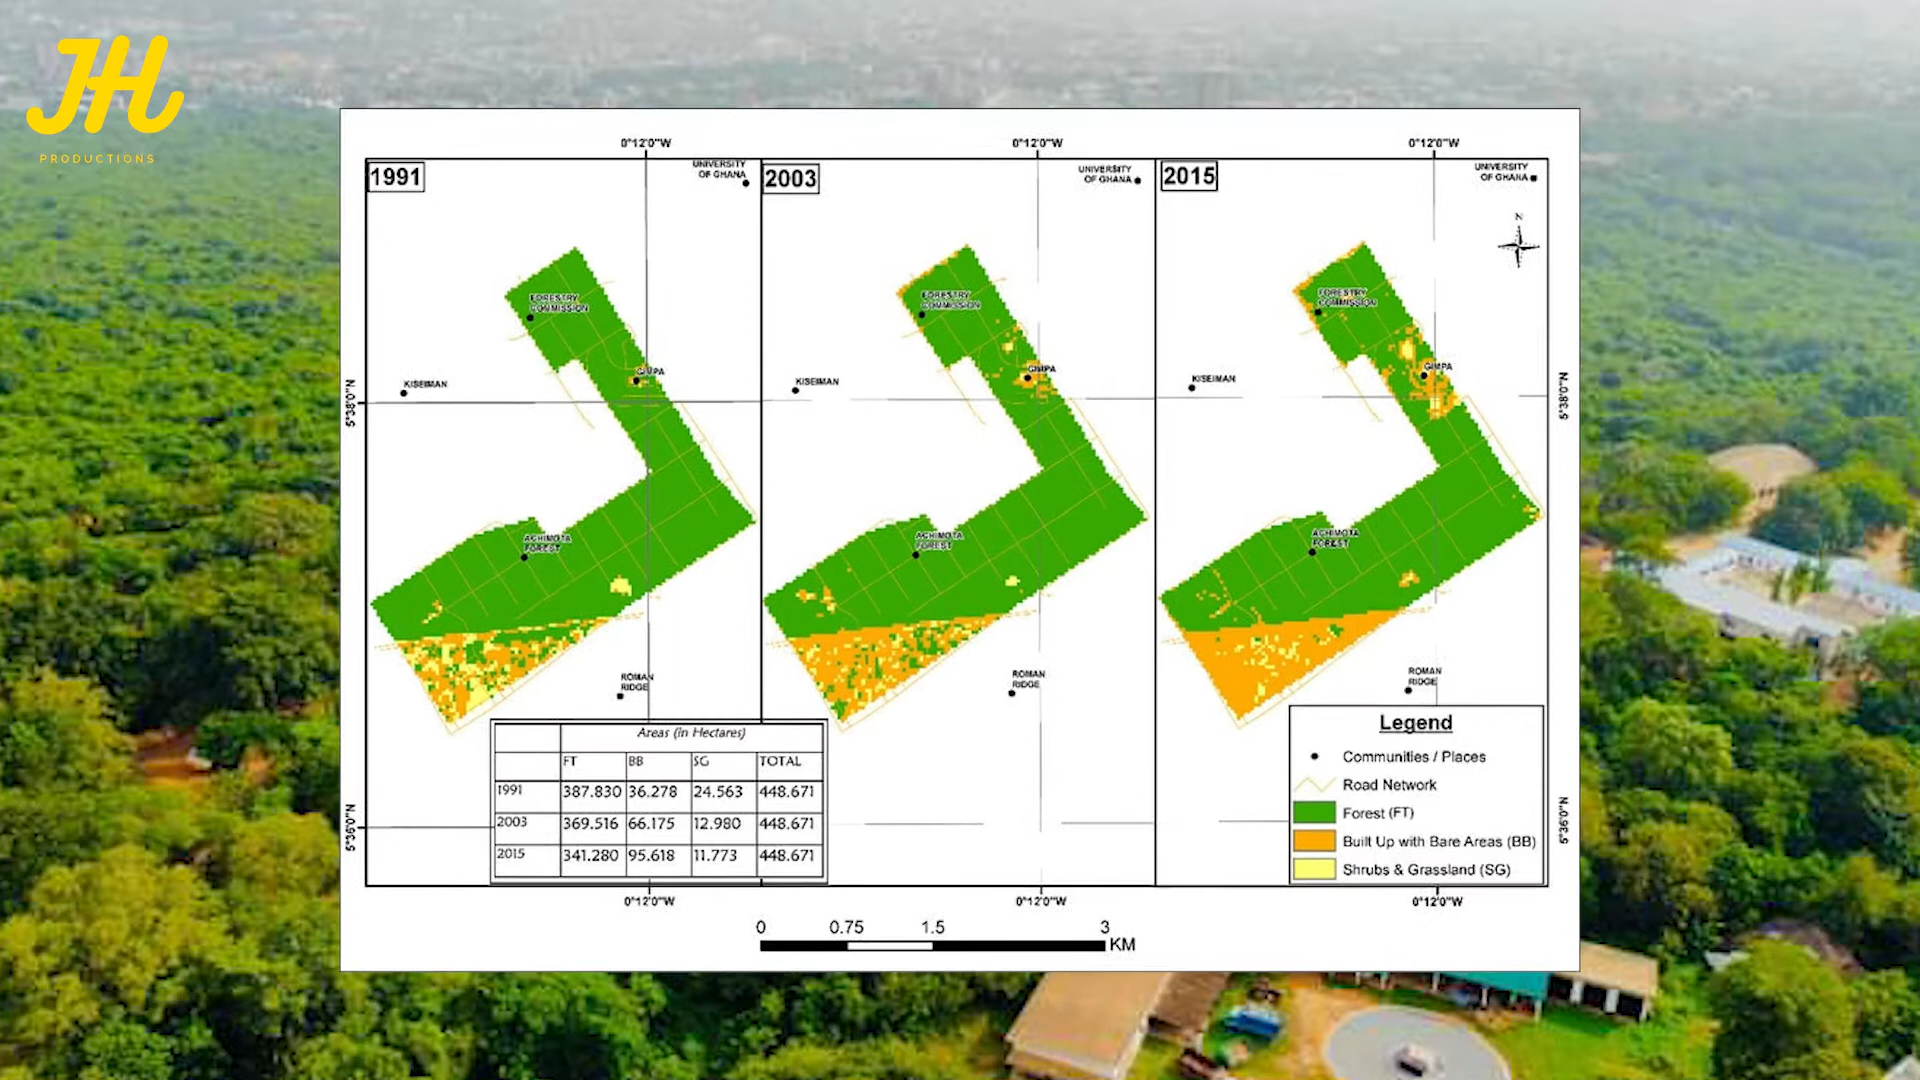 JH
PRODUCTIONS
0°12'0"W
0°12'0"W
0°12'0"W
1991
UNIVERSITY
OF GHANA
2003
UNIVERSITY
OF GHANA
2015
UNIVERSITY
OF GHANA
N
FORESTRY
COMMISSION
FORESTRY
COMMISSION
FORESTRY
COMMISSION
GIMPA
GIMPA
GIMPA
KISEIMAN
KISEIMAN
KISEIMAN
5°38'0"N
5°38'0"N
ACHIMOTA
FOREST
ACHIMOTA
FOREST
ACHIMOTA
FOREST
ROMAN
RIDGE
ROMAN
RIDGE
ROMAN
RIDGE
Areas (in Hectares)
FT BB SG TOTAL
1991 387.830 36.278 24.563 448.671
2003 369.516 66.175 12.980 448.671
2015 341.280 95.618 11.773 448.671
Legend
Communities / Places
Road Network
Forest (FT)
Built Up with Bare Areas (BB)
Shrubs & Grassland (SG)
5°36'0"N
5°36'0"N
0°12'0"W
0°12'0"W
0°12'0"W
0 0.75 1.5 3
KM